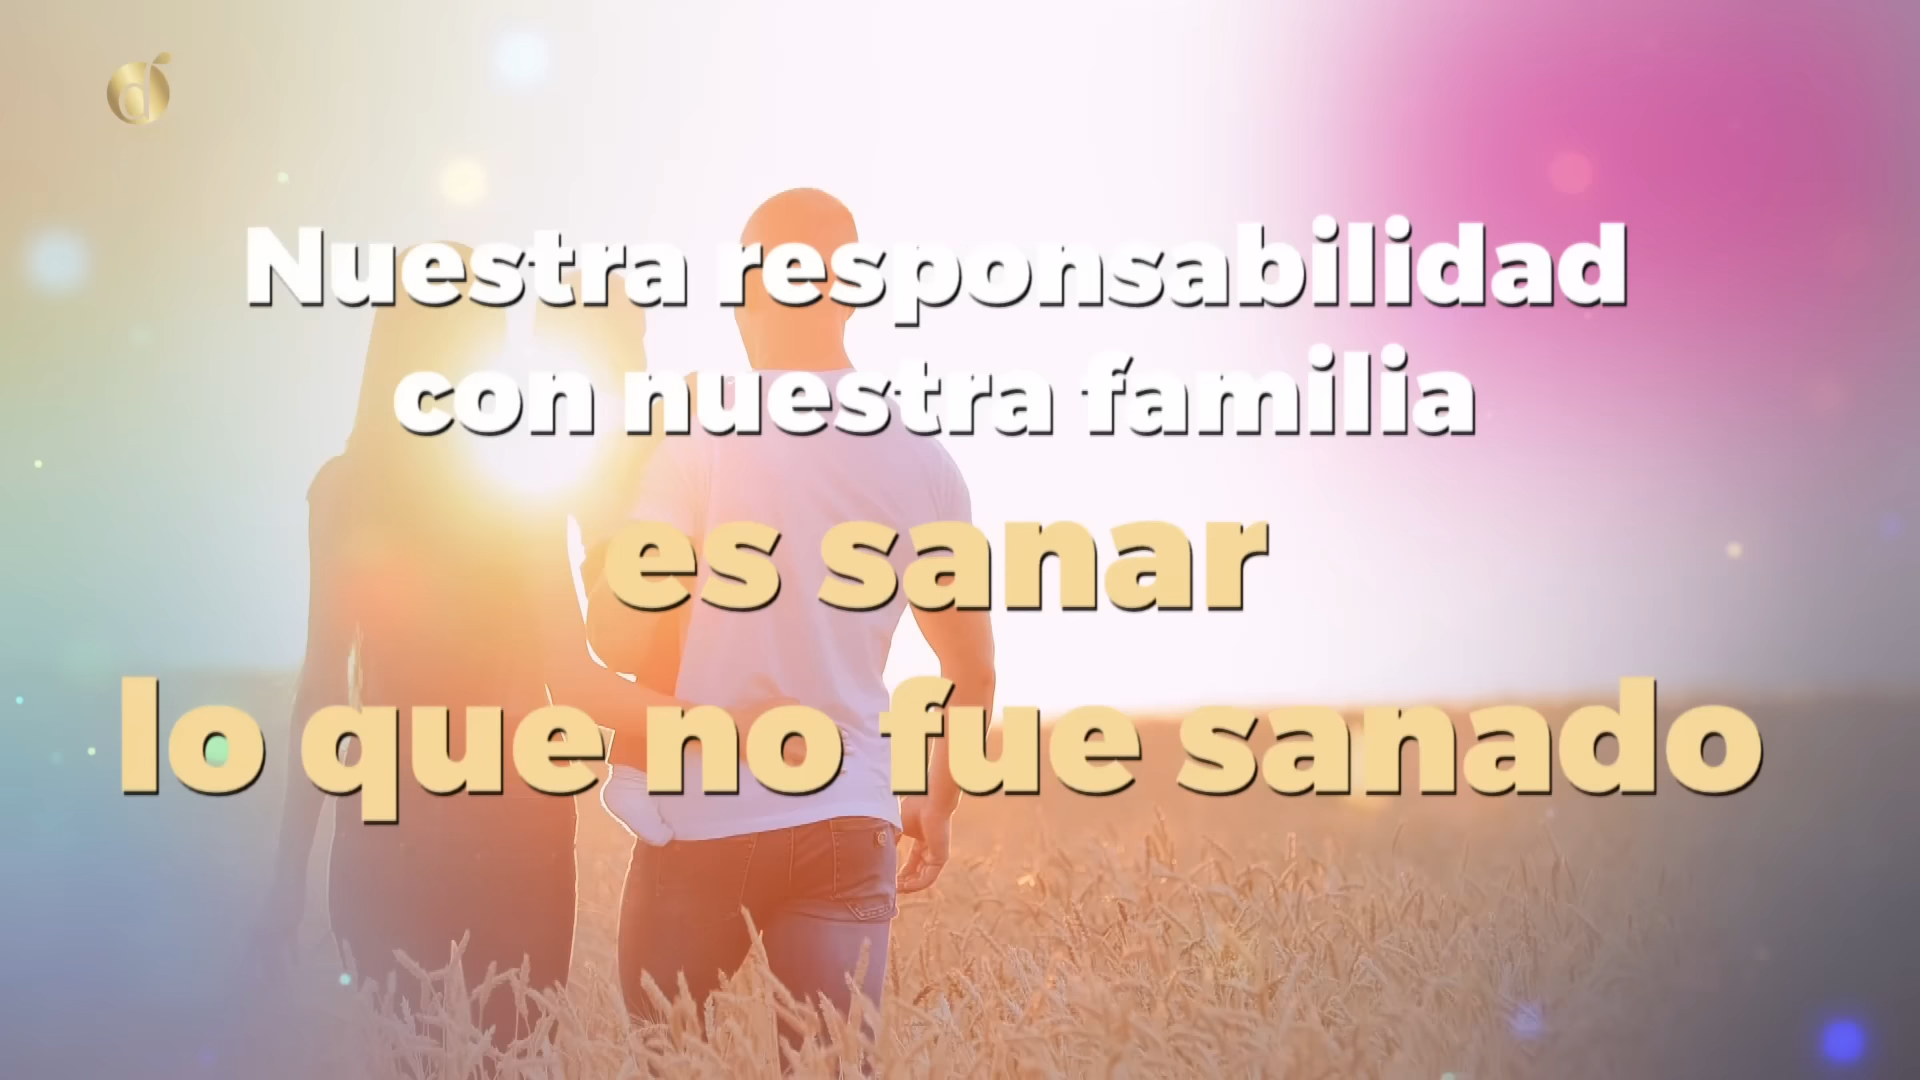 Nuestra responsabilidad
con nuestra familia
es sanar
lo que no fue sanado